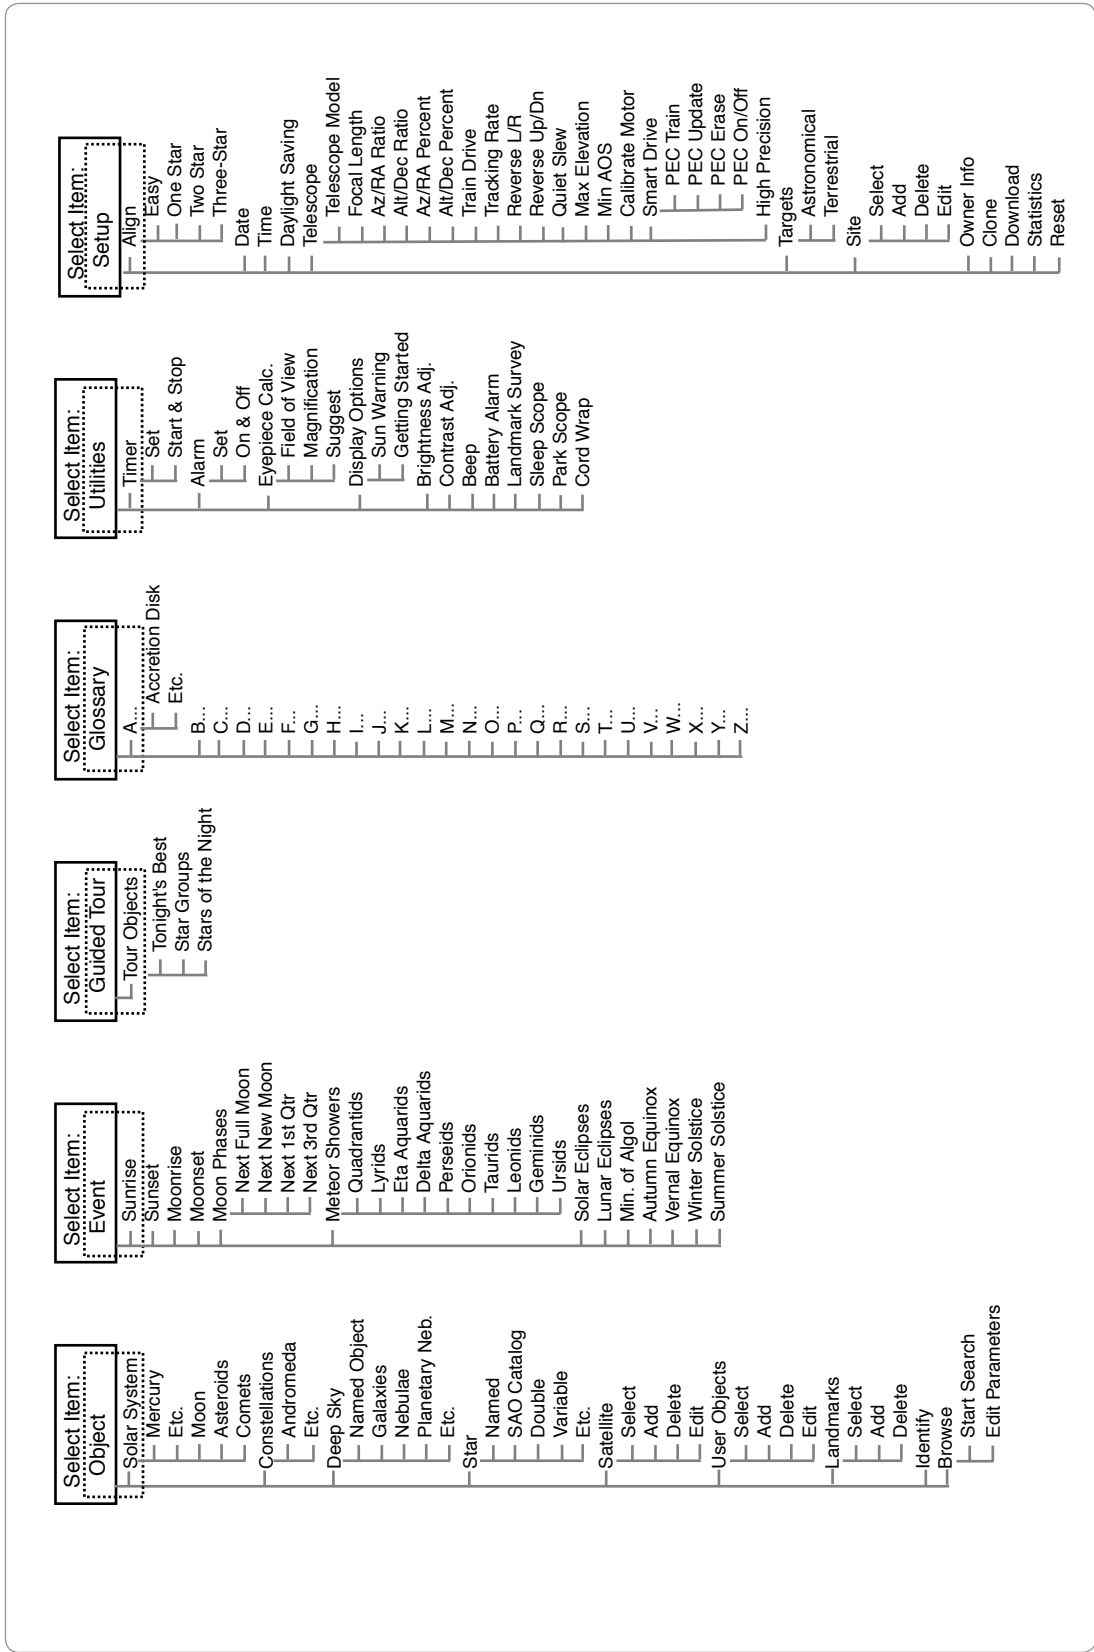 Select Item:
Object
Solar System
Mercury
Etc.
Moon
Asteroids
Comets
Constellations
Andromeda
Etc.
Deep Sky
Named Object
Galaxies
Nebulae
Planetary Neb.
Etc.
Star
Named
SAO Catalog
Double
Variable
Etc.
Satellite
Select
Add
Delete
Edit
User Objects
Select
Add
Delete
Edit
Landmarks
Select
Add
Delete
Identify
Browse
Start Search
Edit Parameters
Select Item:
Event
Sunrise
Sunset
Moonrise
Moonset
Moon Phases
Next Full Moon
Next New Moon
Next 1st Qtr
Next 3rd Qtr
Meteor Showers
Quadrantids
Lyrids
Eta Aquarids
Delta Aquarids
Perseids
Orionids
Taurids
Leonids
Geminids
Ursids
Solar Eclipses
Lunar Eclipses
Min. of Algol
Autumn Equinox
Vernal Equinox
Winter Solstice
Summer Solstice
Select Item:
Guided Tour
Tour Objects
Tonight's Best
Star Groups
Stars of the Night
Select Item:
Glossary
A...
Accretion Disk
Etc.
B...
C...
D...
E...
F...
G...
H...
I...
J...
K...
L...
M...
N...
O...
P...
Q...
R...
S...
T...
U...
V...
W...
X...
Y...
Z...
Select Item:
Utilities
Timer
Set
Start & Stop
Alarm
Set
On & Off
Eyepiece Calc.
Field of View
Magnification
Suggest
Display Options
Sun Warning
Getting Started
Brightness Adj.
Contrast Adj.
Beep
Battery Alarm
Landmark Survey
Sleep Scope
Park Scope
Cord Wrap
Select Item:
Setup
Align
Easy
One Star
Two Star
Three-Star
Date
Time
Daylight Saving
Telescope
Telescope Model
Focal Length
Az/RA Ratio
Alt/Dec Ratio
Az/RA Percent
Alt/Dec Percent
Train Drive
Tracking Rate
Reverse L/R
Reverse Up/Dn
Quiet Slew
Max Elevation
Min AOS
Calibrate Motor
Smart Drive
PEC Train
PEC Update
PEC Erase
PEC On/Off
High Precision
Targets
Astronomical
Terrestrial
Site
Select
Add
Delete
Edit
Owner Info
Clone
Download
Statistics
Reset